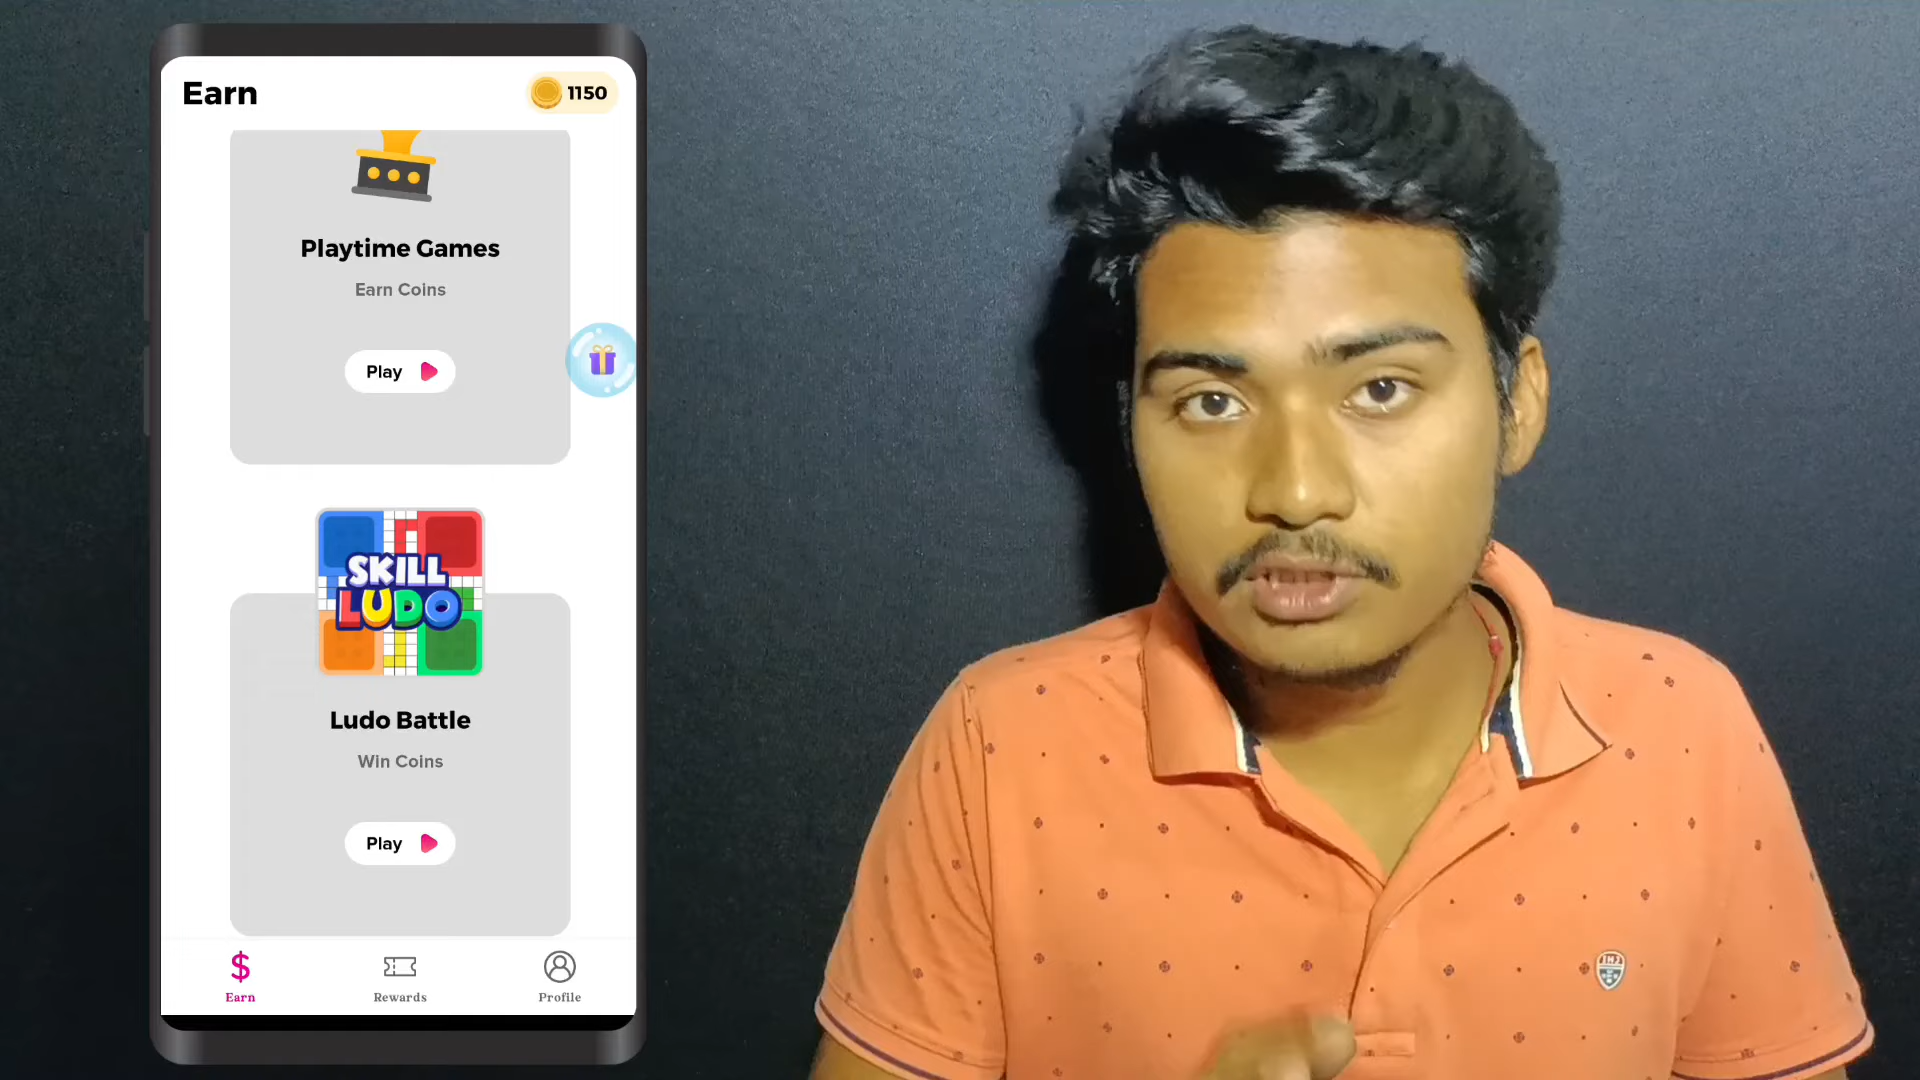 Earn
1150
Playtime Games
Earn Coins
Play
SKILL
LUDO
Ludo Battle
Win Coins
Play
Earn
Rewards
Profile